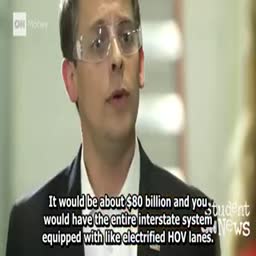 CNN Money
It would be about $80 billion and you
would have the entire interstate system
equipped with like electrified HOV lanes.
Student
News